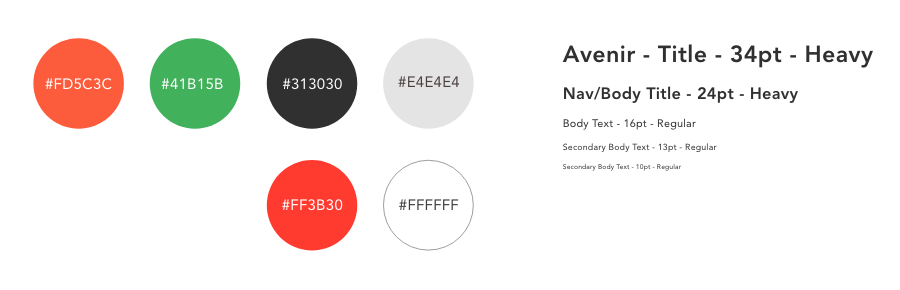 #FD5C3C
#41B15B
#313030
#E4E4E4
#FF3B30
#FFFFFF
Avenir - Title - 34pt - Heavy
Nav/Body Title - 24pt - Heavy
Body Text - 16pt - Regular
Secondary Body Text - 13pt - Regular
Secondary Body Text - 10pt - Regular